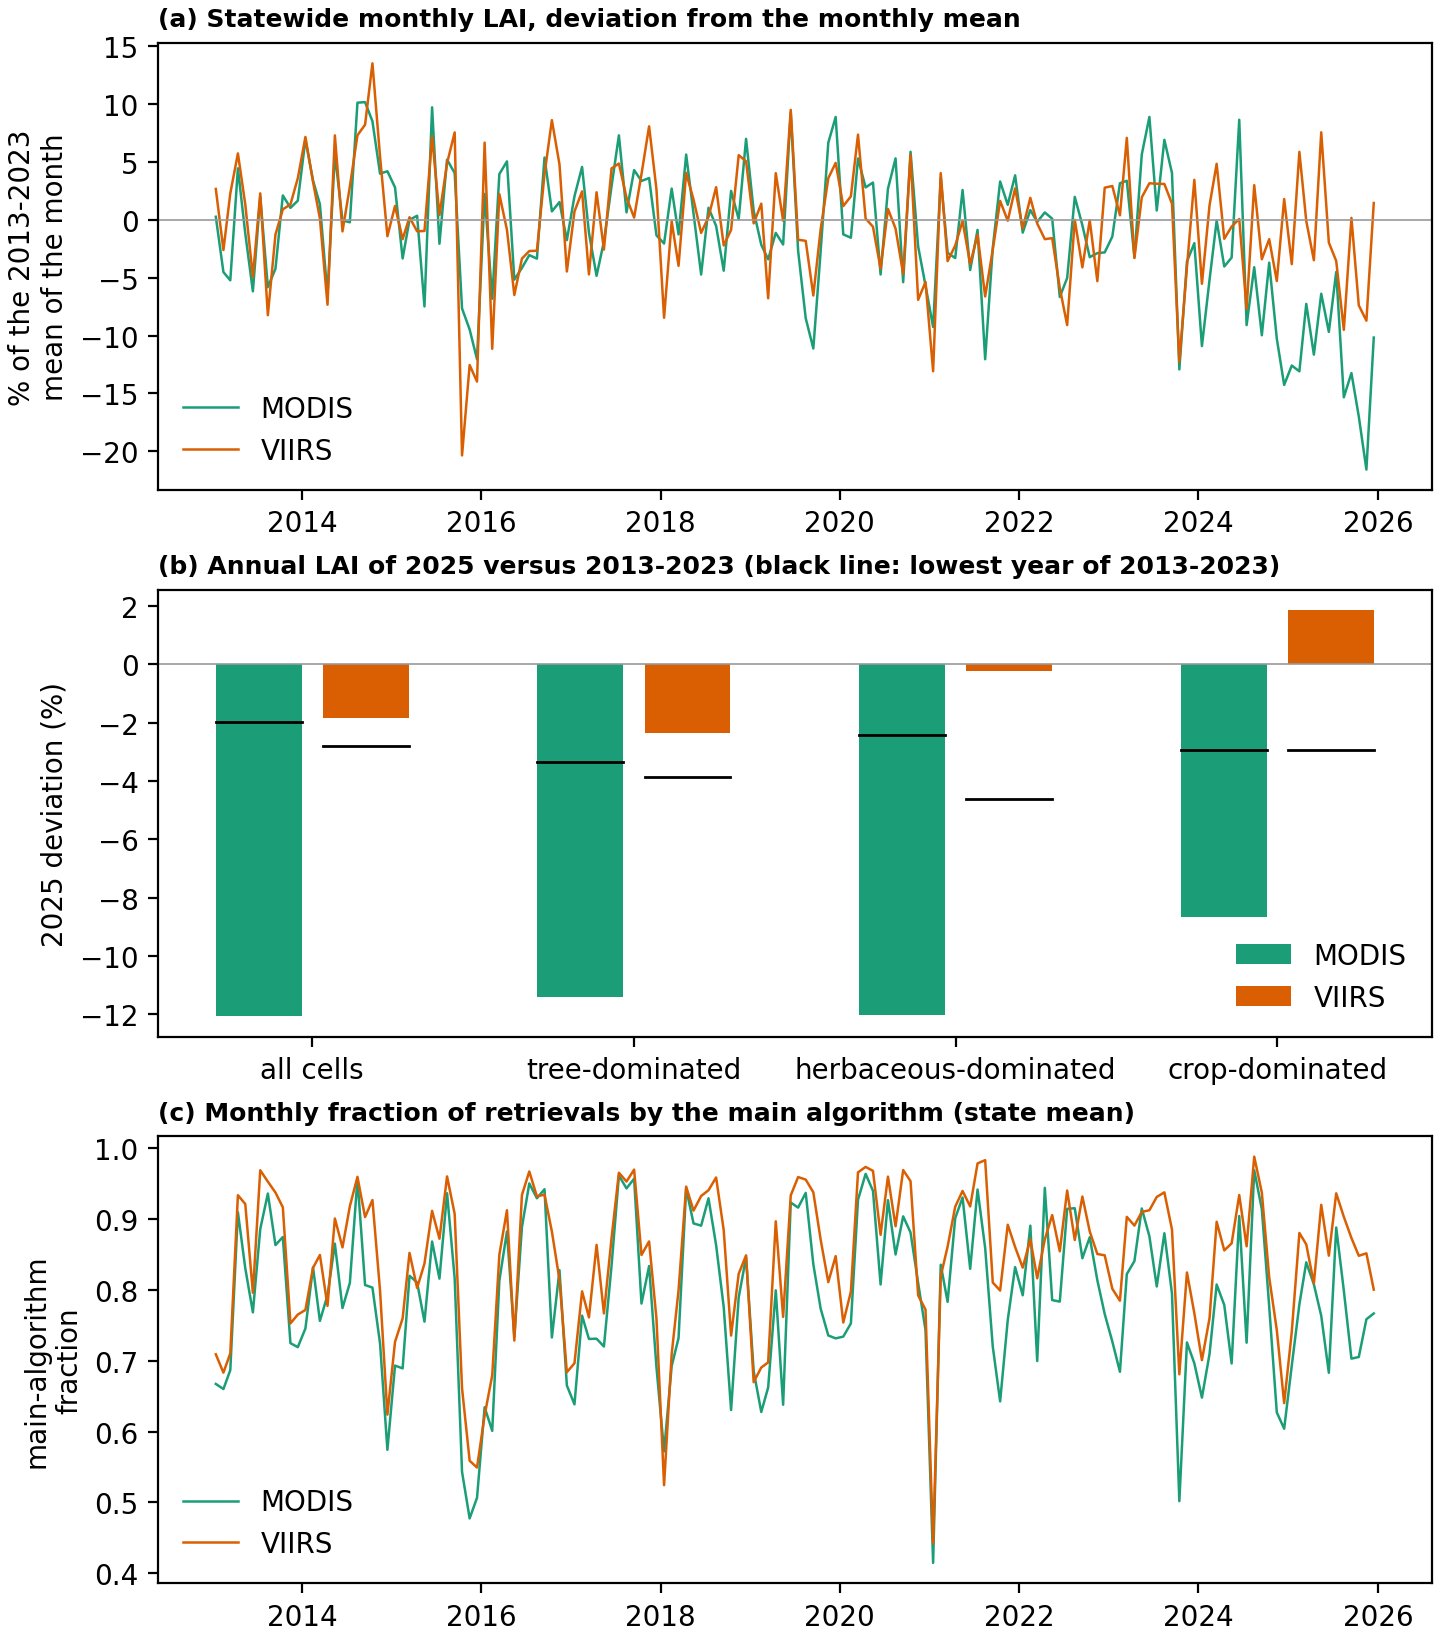 (a) Statewide monthly LAI, deviation from the monthly mean
% of the 2013-2023
mean of the month
15
10
5
0
−5
−10
−15
−20
MODIS
VIIRS
2014 2016 2018 2020 2022 2024 2026
(b) Annual LAI of 2025 versus 2013-2023 (black line: lowest year of 2013-2023)
2025 deviation (%)
2
0
−2
−4
−6
−8
−10
−12
MODIS
VIIRS
all cells tree-dominated herbaceous-dominated crop-dominated
(c) Monthly fraction of retrievals by the main algorithm (state mean)
main-algorithm
fraction
1.0
0.9
0.8
0.7
0.6
0.5
0.4
MODIS
VIIRS
2014 2016 2018 2020 2022 2024 2026